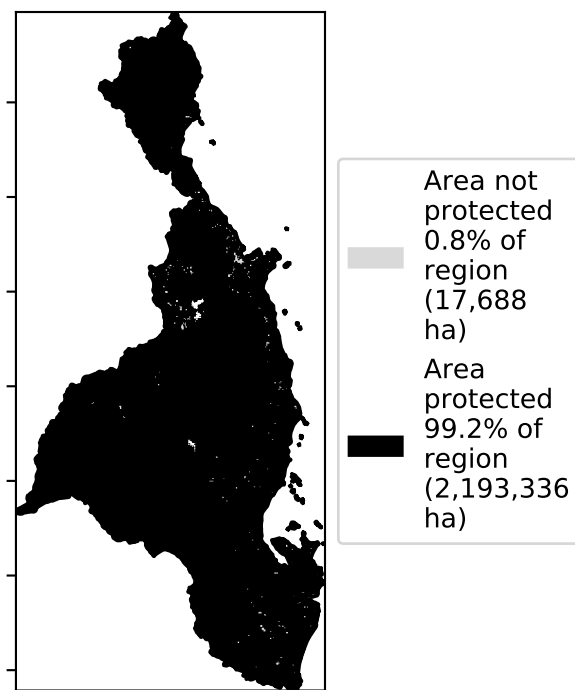 Area not
protected
0.8% of
region
(17,688
ha)
Area
protected
99.2% of
region
(2,193,336
ha)